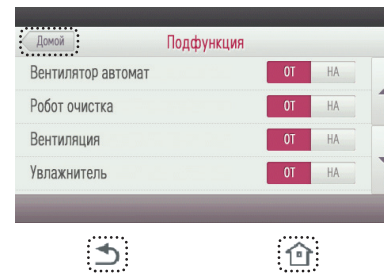 Домой Подфункция
Вентилятор автомат ОТ НА
Робот очистка ОТ НА
Вентиляция ОТ НА
Увлажнитель ОТ НА